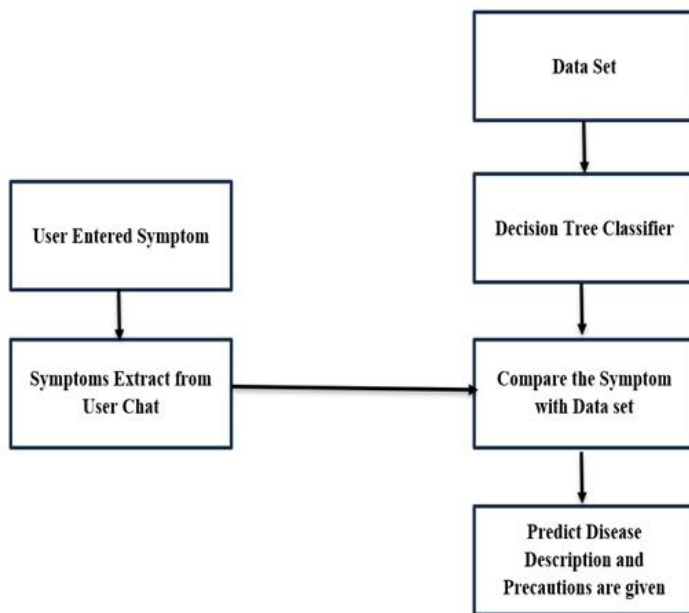 Data Set
User Entered Symptom
Decision Tree Classifier
Symptoms Extract from
User Chat
Compare the Symptom
with Data set
Predict Disease
Description and
Precautions are given